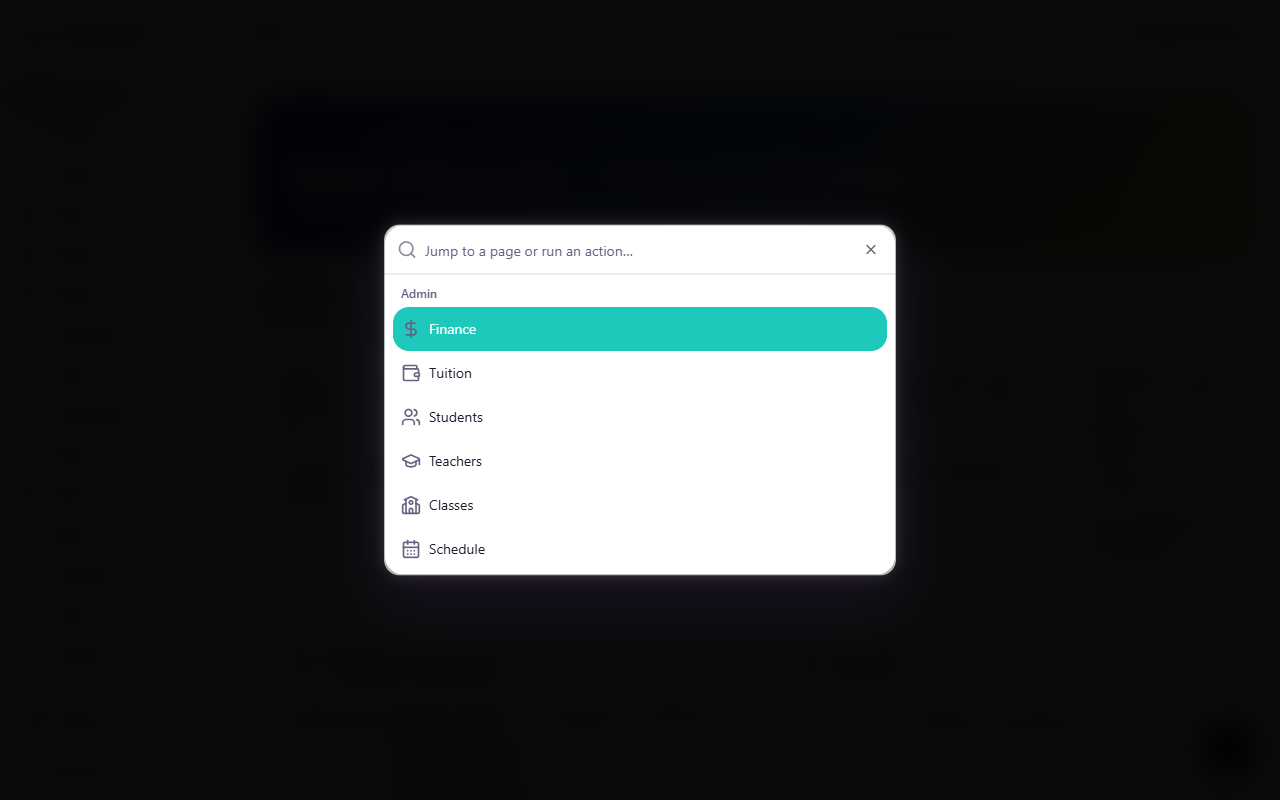 Jump to a page or run an action...
Admin
Finance
Tuition
Students
Teachers
Classes
Schedule